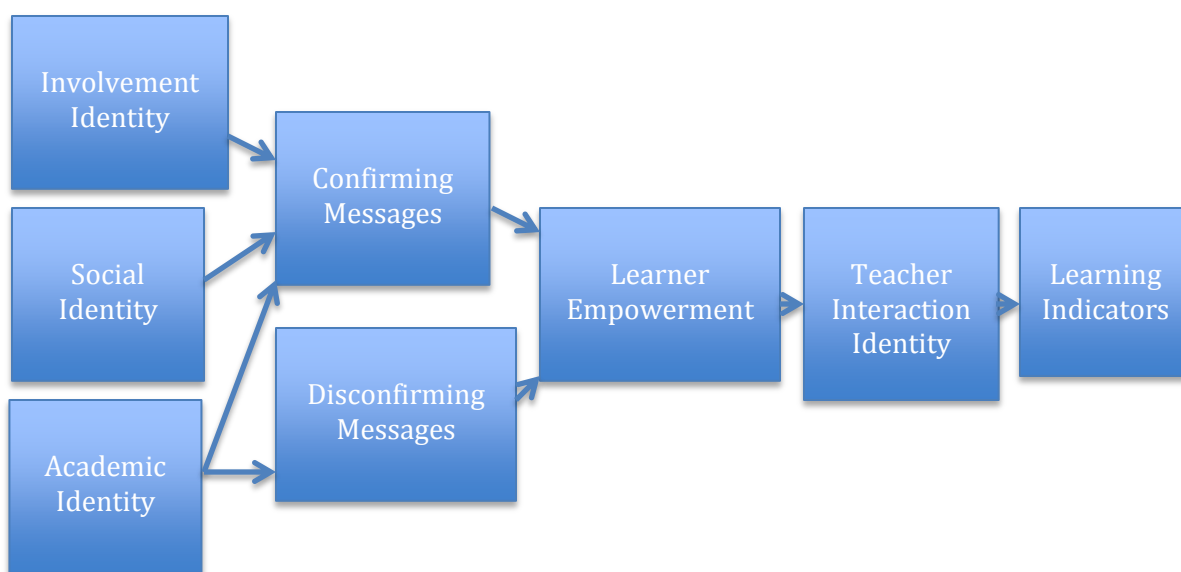 Involvement
Identity
Social
Identity
Academic
Identity
Confirming
Messages
Disconfirming
Messages
Learner
Empowerment
Teacher
Interaction
Identity
Learning
Indicators